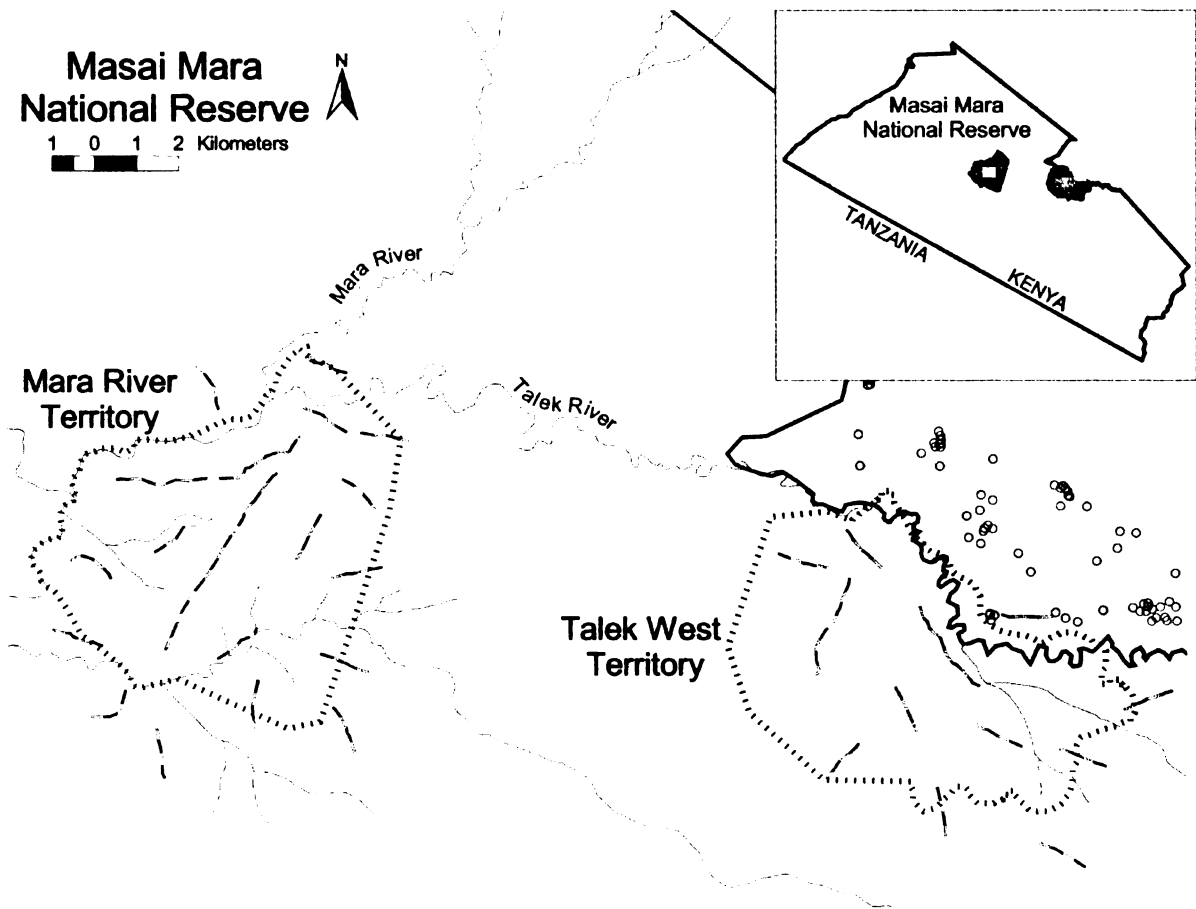 Masai Mara
National Reserve
N
1 0 1 2 Kilometers
Masai Mara
National Reserve
TANZANIA
KENYA
Mara River
Mara River
Territory
Talek River
Talek West
Territory